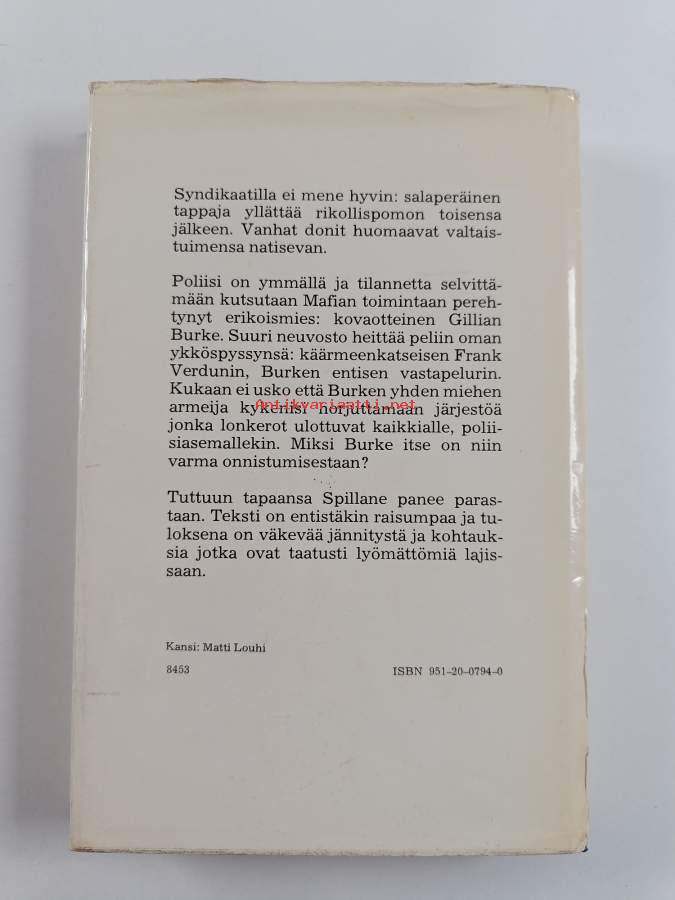 Syndikaatilla ei mene hyvin: salaperäinen
tappaja yllättää rikollispomon toisensa
jälkeen. Vanhat donit huomaavat valtais-
tuimensa natisevan.
Poliisi on ymmällä ja tilannetta selvittä-
mään kutsutaan Mafian toimintaan pereh-
tynyt erikoismies: kovaotteinen Gillian
Burke. Suuri neuvosto heittää peliin oman
ykköspyssynsä: käärmeenkatseisen Frank
Verdunin, Burken entisen vastapelurin.
Kukaan ei usko että Burken yhden miehen
armeija kykenisi horjuttamaan järjestöä
Antikvariaatti.net
jonka lonkerot ulottuvat kaikkialle, polii-
siasemallekin. Miksi Burke itse on niin
varma onnistumisestaan?
Tuttuun tapaansa Spillane panee paras-
taan. Teksti on entistäkin raisumpaa ja tu-
loksena on väkevää jännitystä ja kohtauk-
sia jotka ovat taatusti lyömättömiä lajis-
saan.
Kansi: Matti Louhi
8453 ISBN 951-20-0794-0